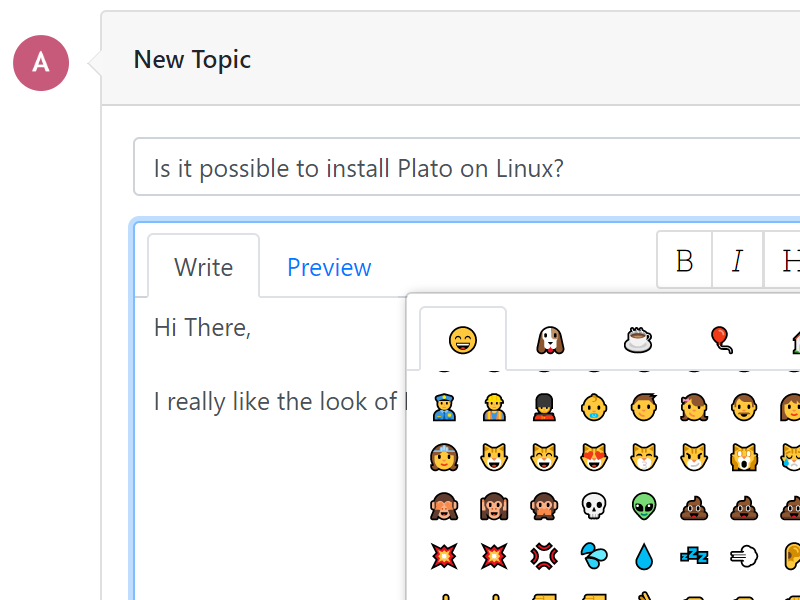 A
New Topic
Is it possible to install Plato on Linux?
Write
Preview
B
I
H
Hi There,
I really like the look of